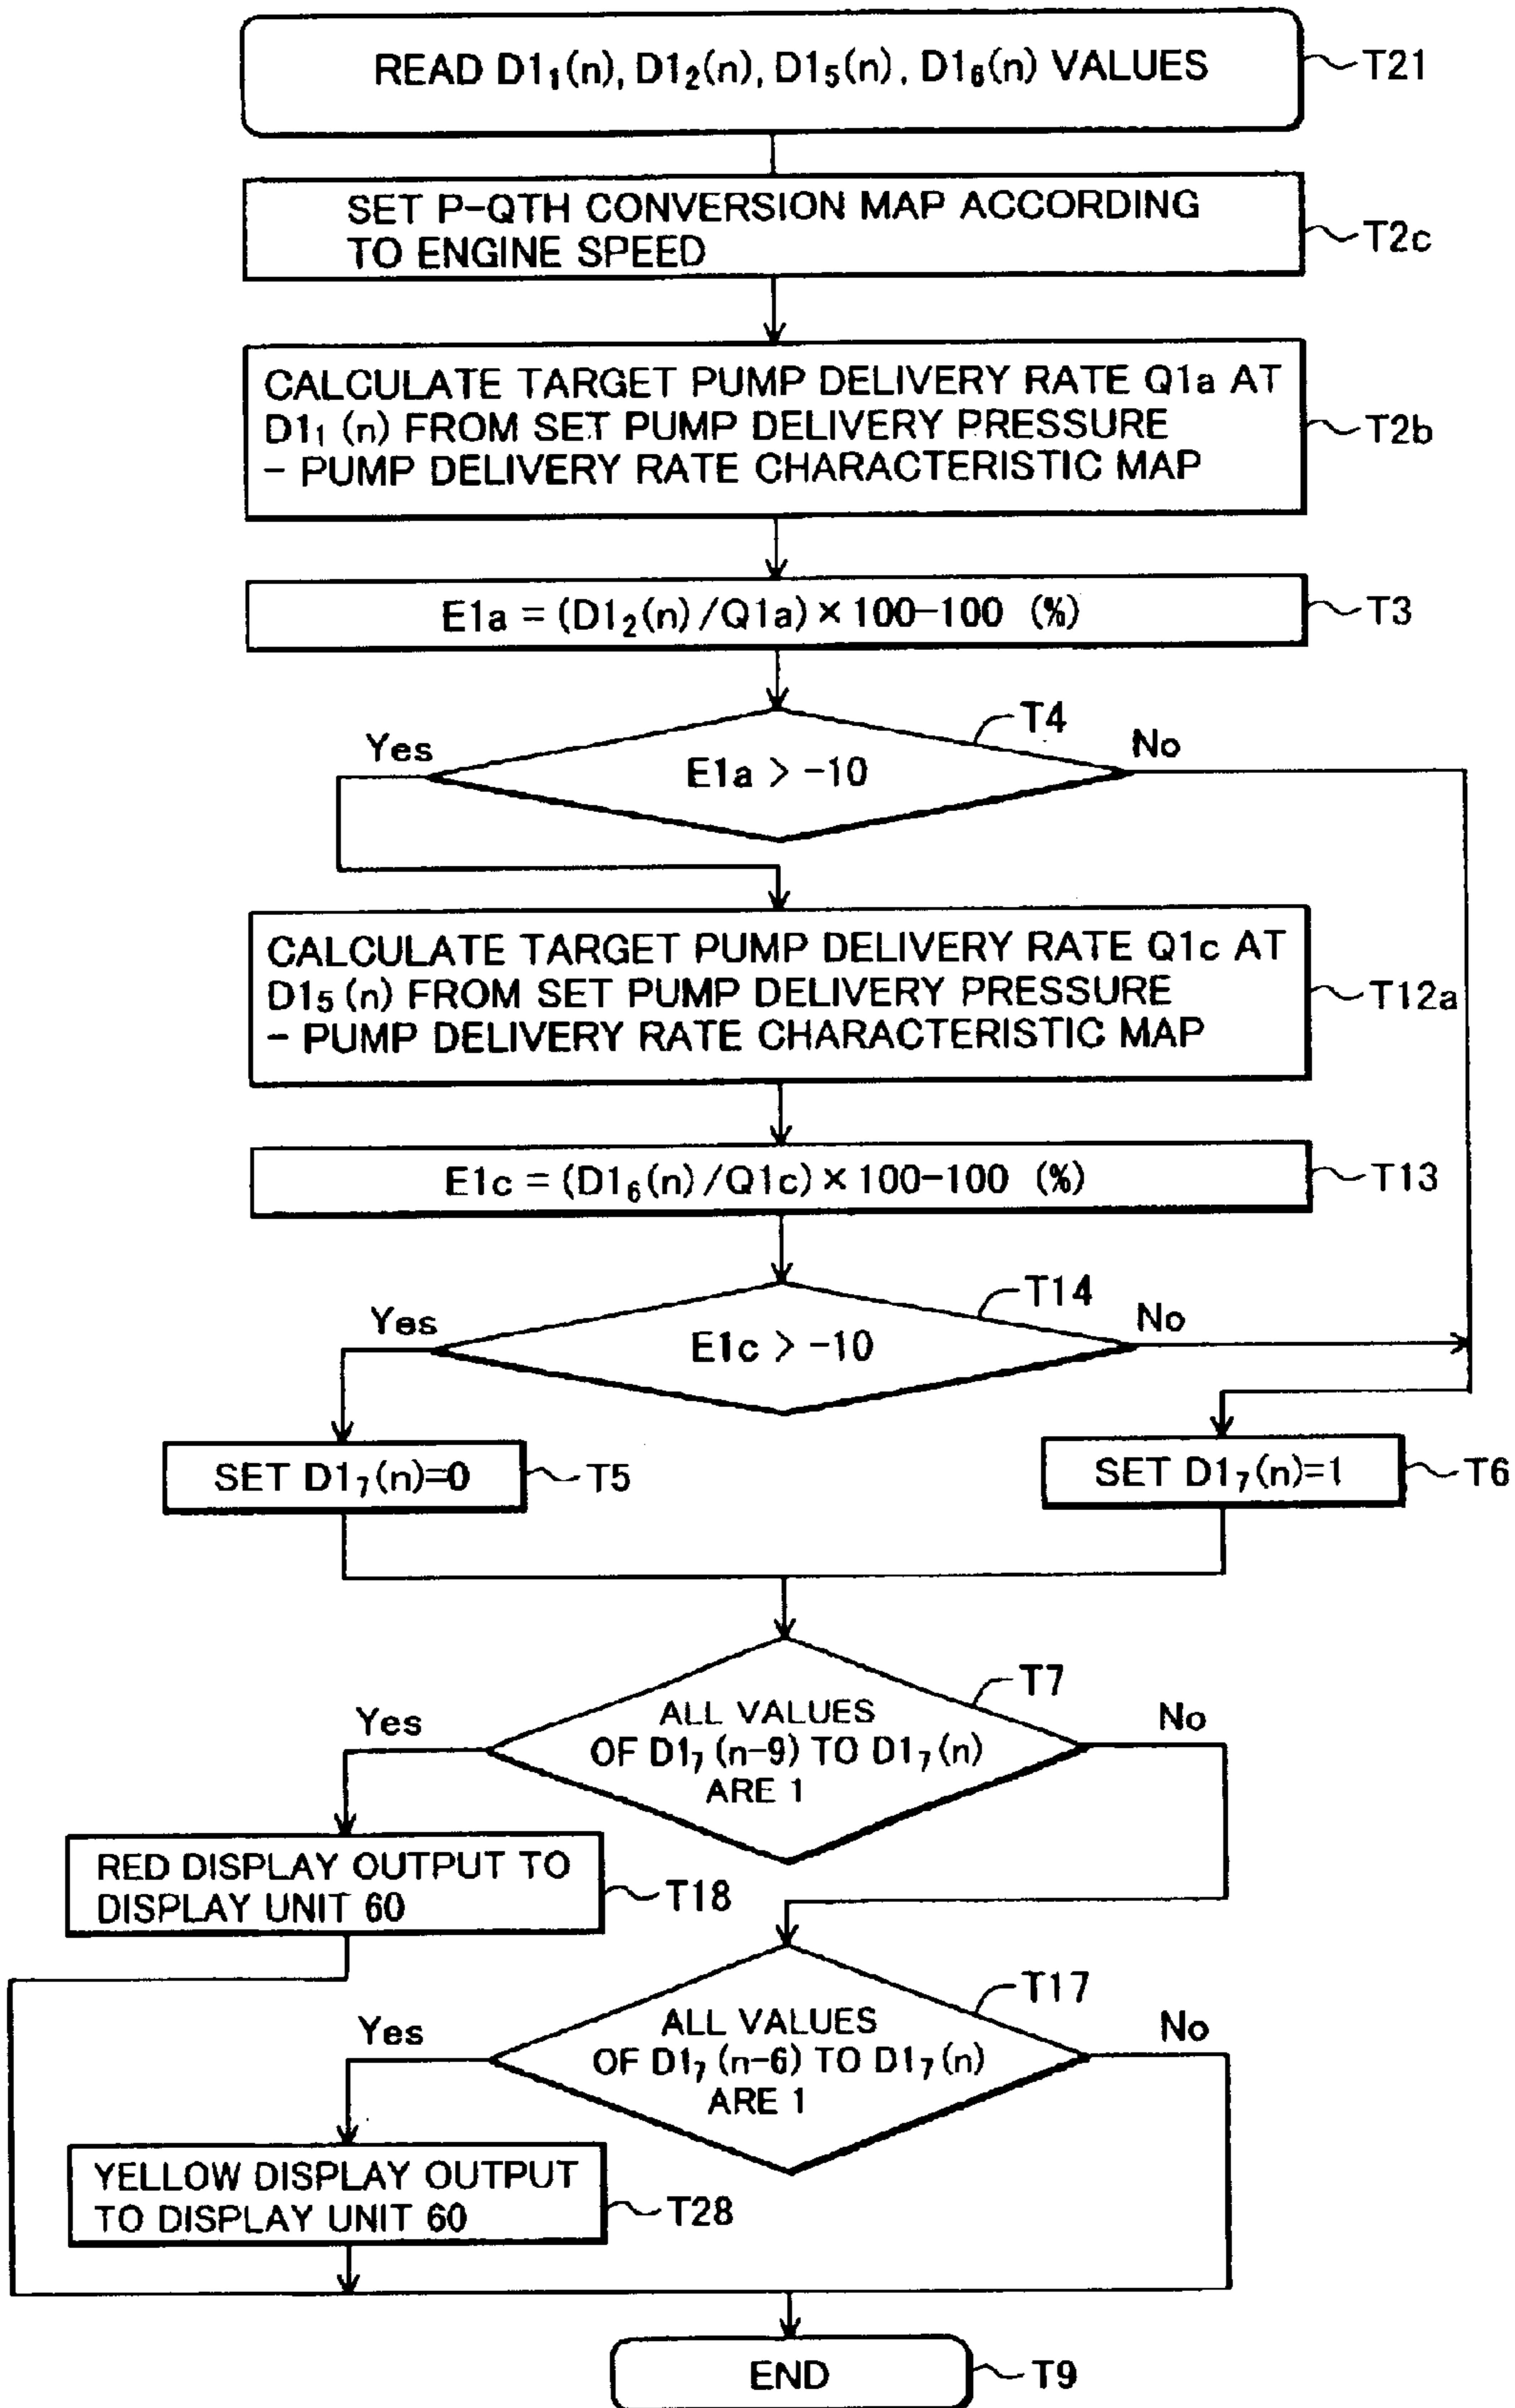 READ D1₁(n), D1₂(n), D1₅(n), D1₆(n) VALUES
T21
SET P-QTH CONVERSION MAP ACCORDING
TO ENGINE SPEED
T2c
CALCULATE TARGET PUMP DELIVERY RATE Q1a AT
D1₁ (n) FROM SET PUMP DELIVERY PRESSURE
- PUMP DELIVERY RATE CHARACTERISTIC MAP
T2b
E1a = (D1₂(n)/Q1a) × 100-100 (%)
T3
T4
Yes
No
E1a > -10
CALCULATE TARGET PUMP DELIVERY RATE Q1c AT
D1₅ (n) FROM SET PUMP DELIVERY PRESSURE
- PUMP DELIVERY RATE CHARACTERISTIC MAP
T12a
E1c = (D1₆(n)/Q1c) × 100-100 (%)
T13
T14
Yes
No
E1c > -10
SET D1₇(n)=0
T5
SET D1₇(n)=1
T6
T7
Yes
No
ALL VALUES
OF D1₇ (n-9) TO D1₇(n)
ARE 1
RED DISPLAY OUTPUT TO
DISPLAY UNIT 60
T18
T17
Yes
No
ALL VALUES
OF D1₇ (n-6) TO D1₇(n)
ARE 1
YELLOW DISPLAY OUTPUT
TO DISPLAY UNIT 60
T28
END
T9